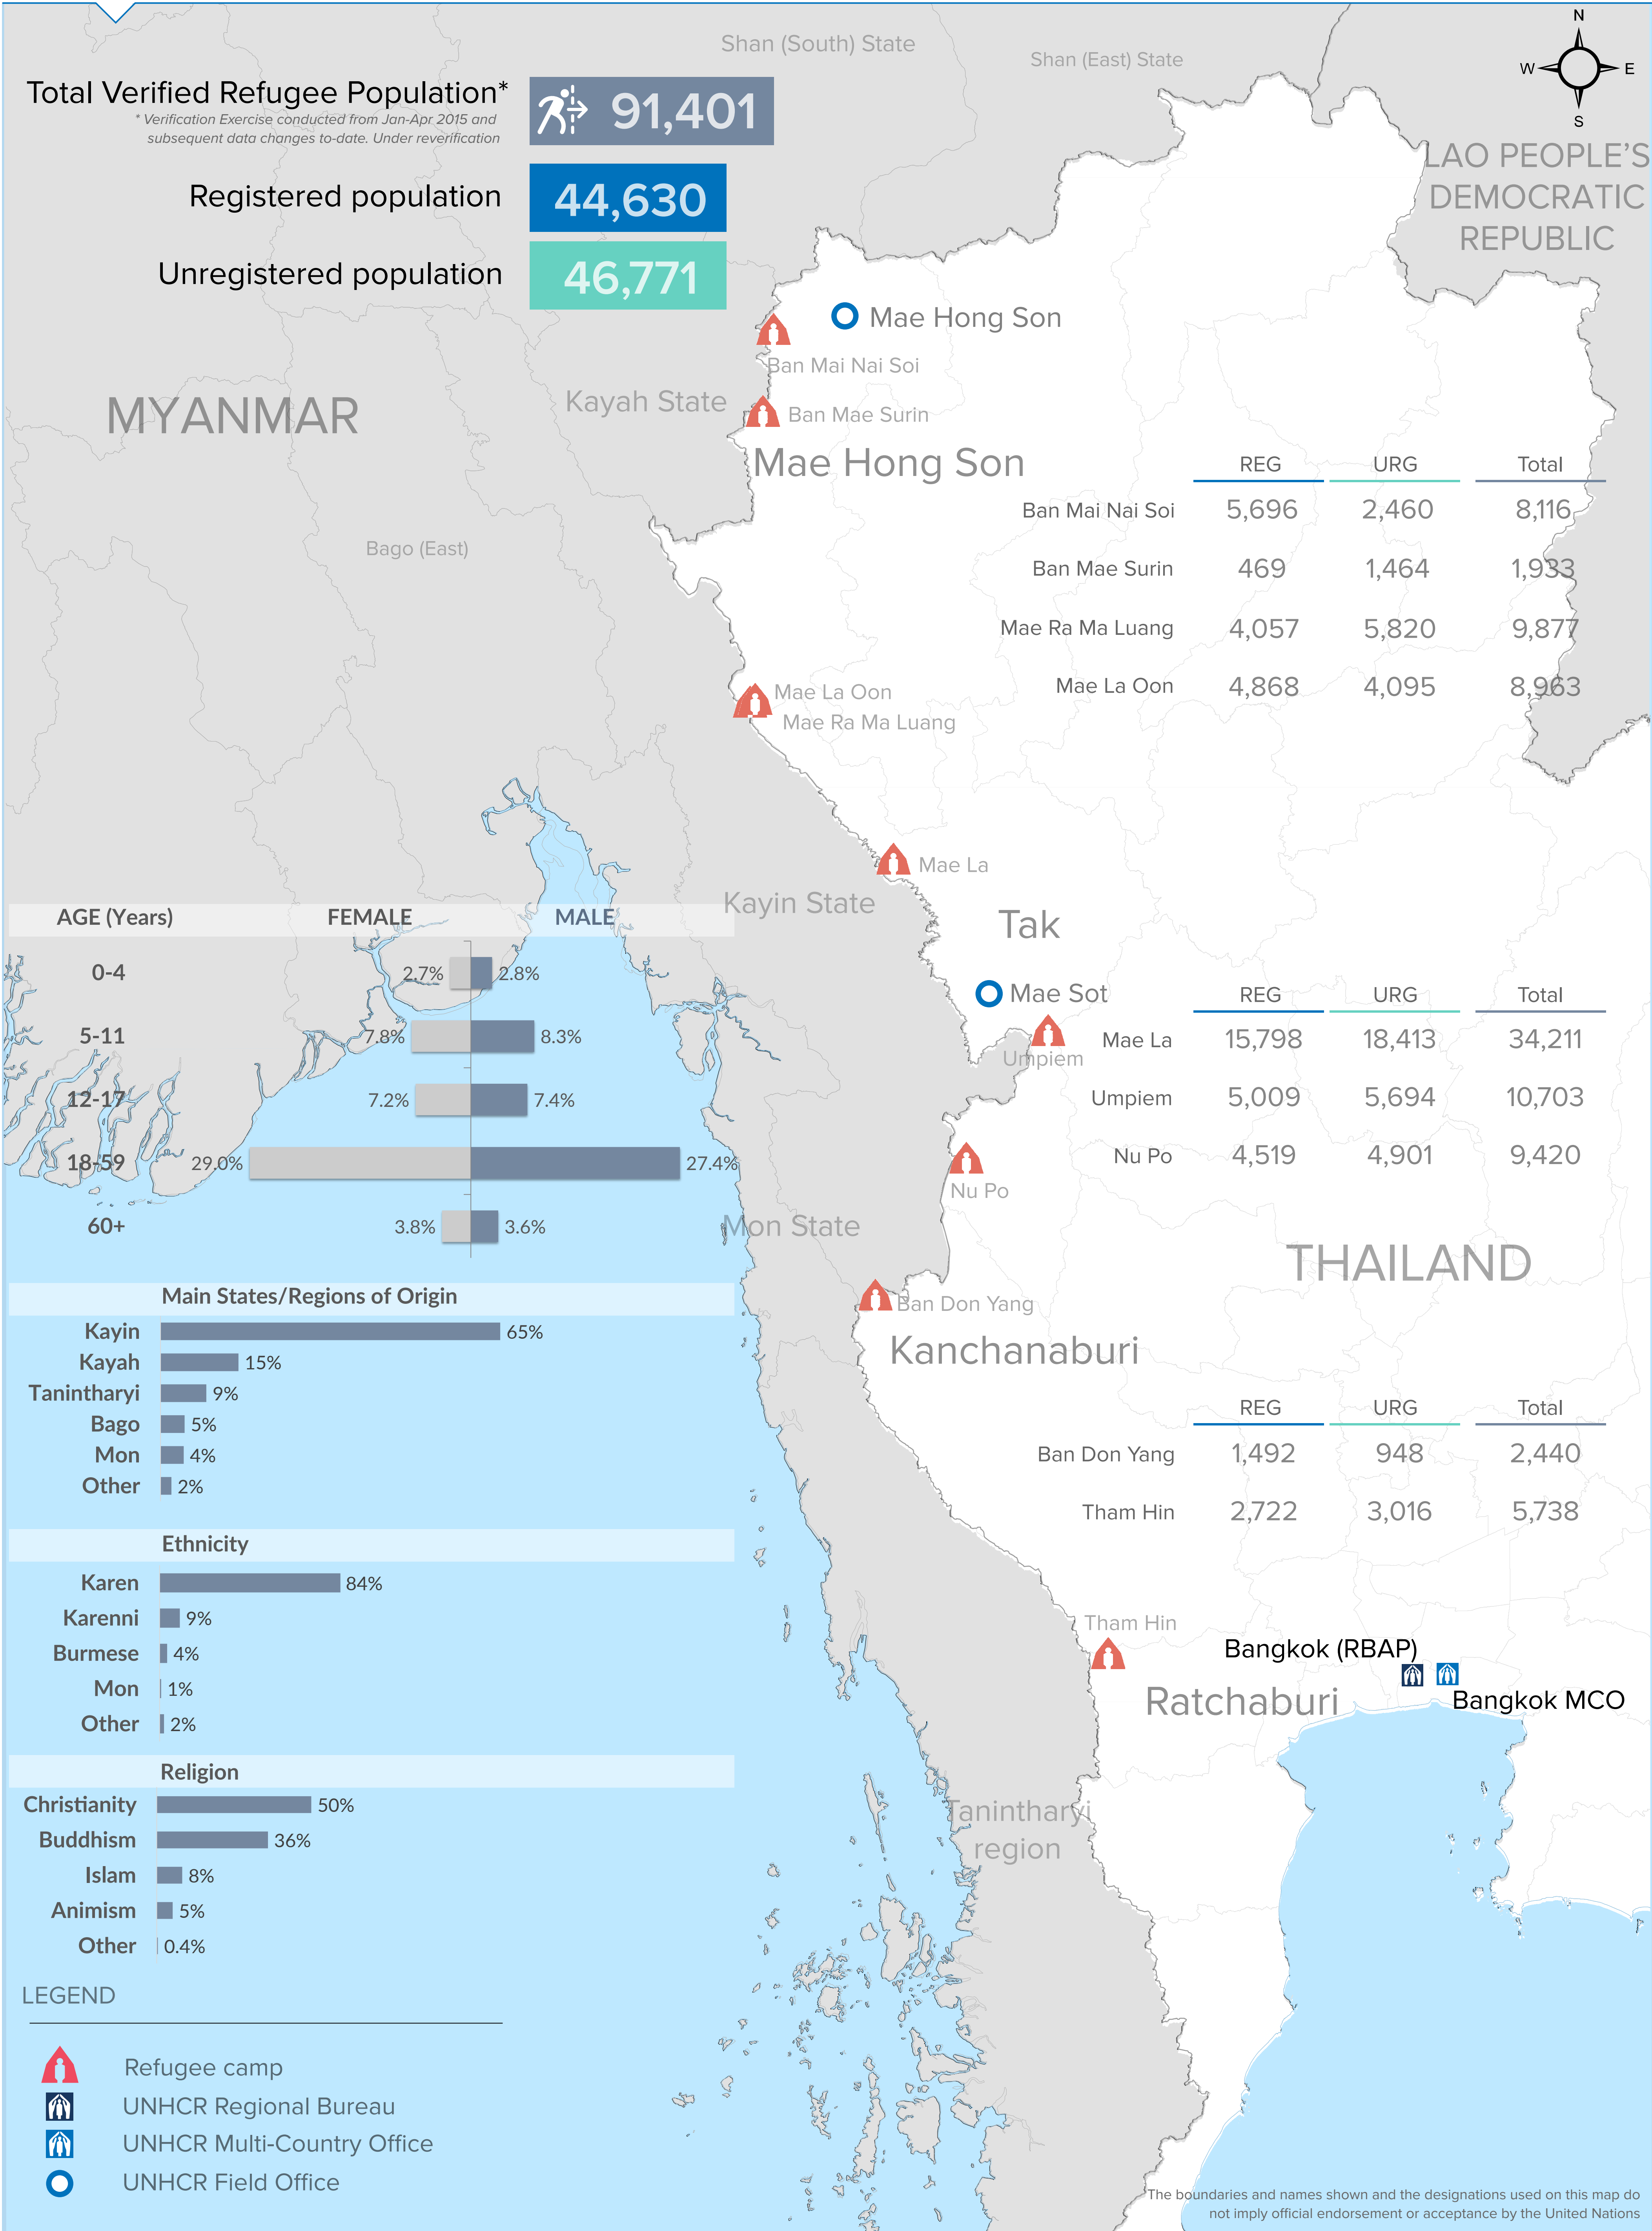 N
W
E
S
Shan (South) State
Shan (East) State
Total Verified Refugee Population*
* Verification Exercise conducted from Jan-Apr 2015 and
subsequent data changes to-date. Under reverification
91,401
Registered population
44,630
Unregistered population
46,771
LAO PEOPLE'S
DEMOCRATIC
REPUBLIC
Mae Hong Son
Ban Mai Nai Soi
MYANMAR
Kayah State
Ban Mae Surin
Mae Hong Son
REG URG Total
Ban Mai Nai Soi 5,696 2,460 8,116
Ban Mae Surin 469 1,464 1,933
Mae Ra Ma Luang 4,057 5,820 9,877
Mae La Oon 4,868 4,095 8,963
Bago (East)
Mae La Oon
Mae Ra Ma Luang
Mae La
Kayin State
Tak
Mae Sot
Umpiem
REG URG Total
Mae La 15,798 18,413 34,211
Umpiem 5,009 5,694 10,703
Nu Po 4,519 4,901 9,420
Nu Po
Mon State
THAILAND
Ban Don Yang
Kanchanaburi
REG URG Total
Ban Don Yang 1,492 948 2,440
Tham Hin 2,722 3,016 5,738
Tham Hin
Bangkok (RBAP)
Ratchaburi
Bangkok MCO
Tanintharyi
region
AGE (Years) FEMALE MALE
0-4 2.7% 2.8%
5-11 7.8% 8.3%
12-17 7.2% 7.4%
18-59 29.0% 27.4%
60+ 3.8% 3.6%
Main States/Regions of Origin
Kayin 65%
Kayah 15%
Tanintharyi 9%
Bago 5%
Mon 4%
Other 2%
Ethnicity
Karen 84%
Karenni 9%
Burmese 4%
Mon 1%
Other 2%
Religion
Christianity 50%
Buddhism 36%
Islam 8%
Animism 5%
Other 0.4%
LEGEND
Refugee camp
UNHCR Regional Bureau
UNHCR Multi-Country Office
UNHCR Field Office
The boundaries and names shown and the designations used on this map do
not imply official endorsement or acceptance by the United Nations